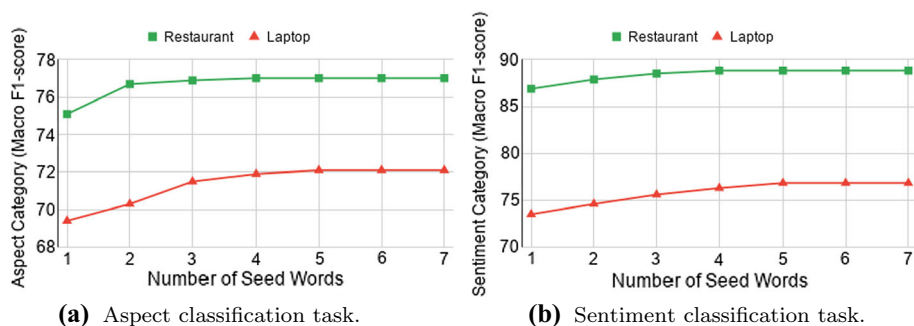 Restaurant Laptop
Aspect Category (Macro F1-score)
78
76
74
72
70
68
1 2 3 4 5 6 7
Number of Seed Words
(a) Aspect classification task.
Restaurant Laptop
Sentiment Category (Macro F1-score)
90
85
80
75
70
1 2 3 4 5 6 7
Number of Seed Words
(b) Sentiment classification task.